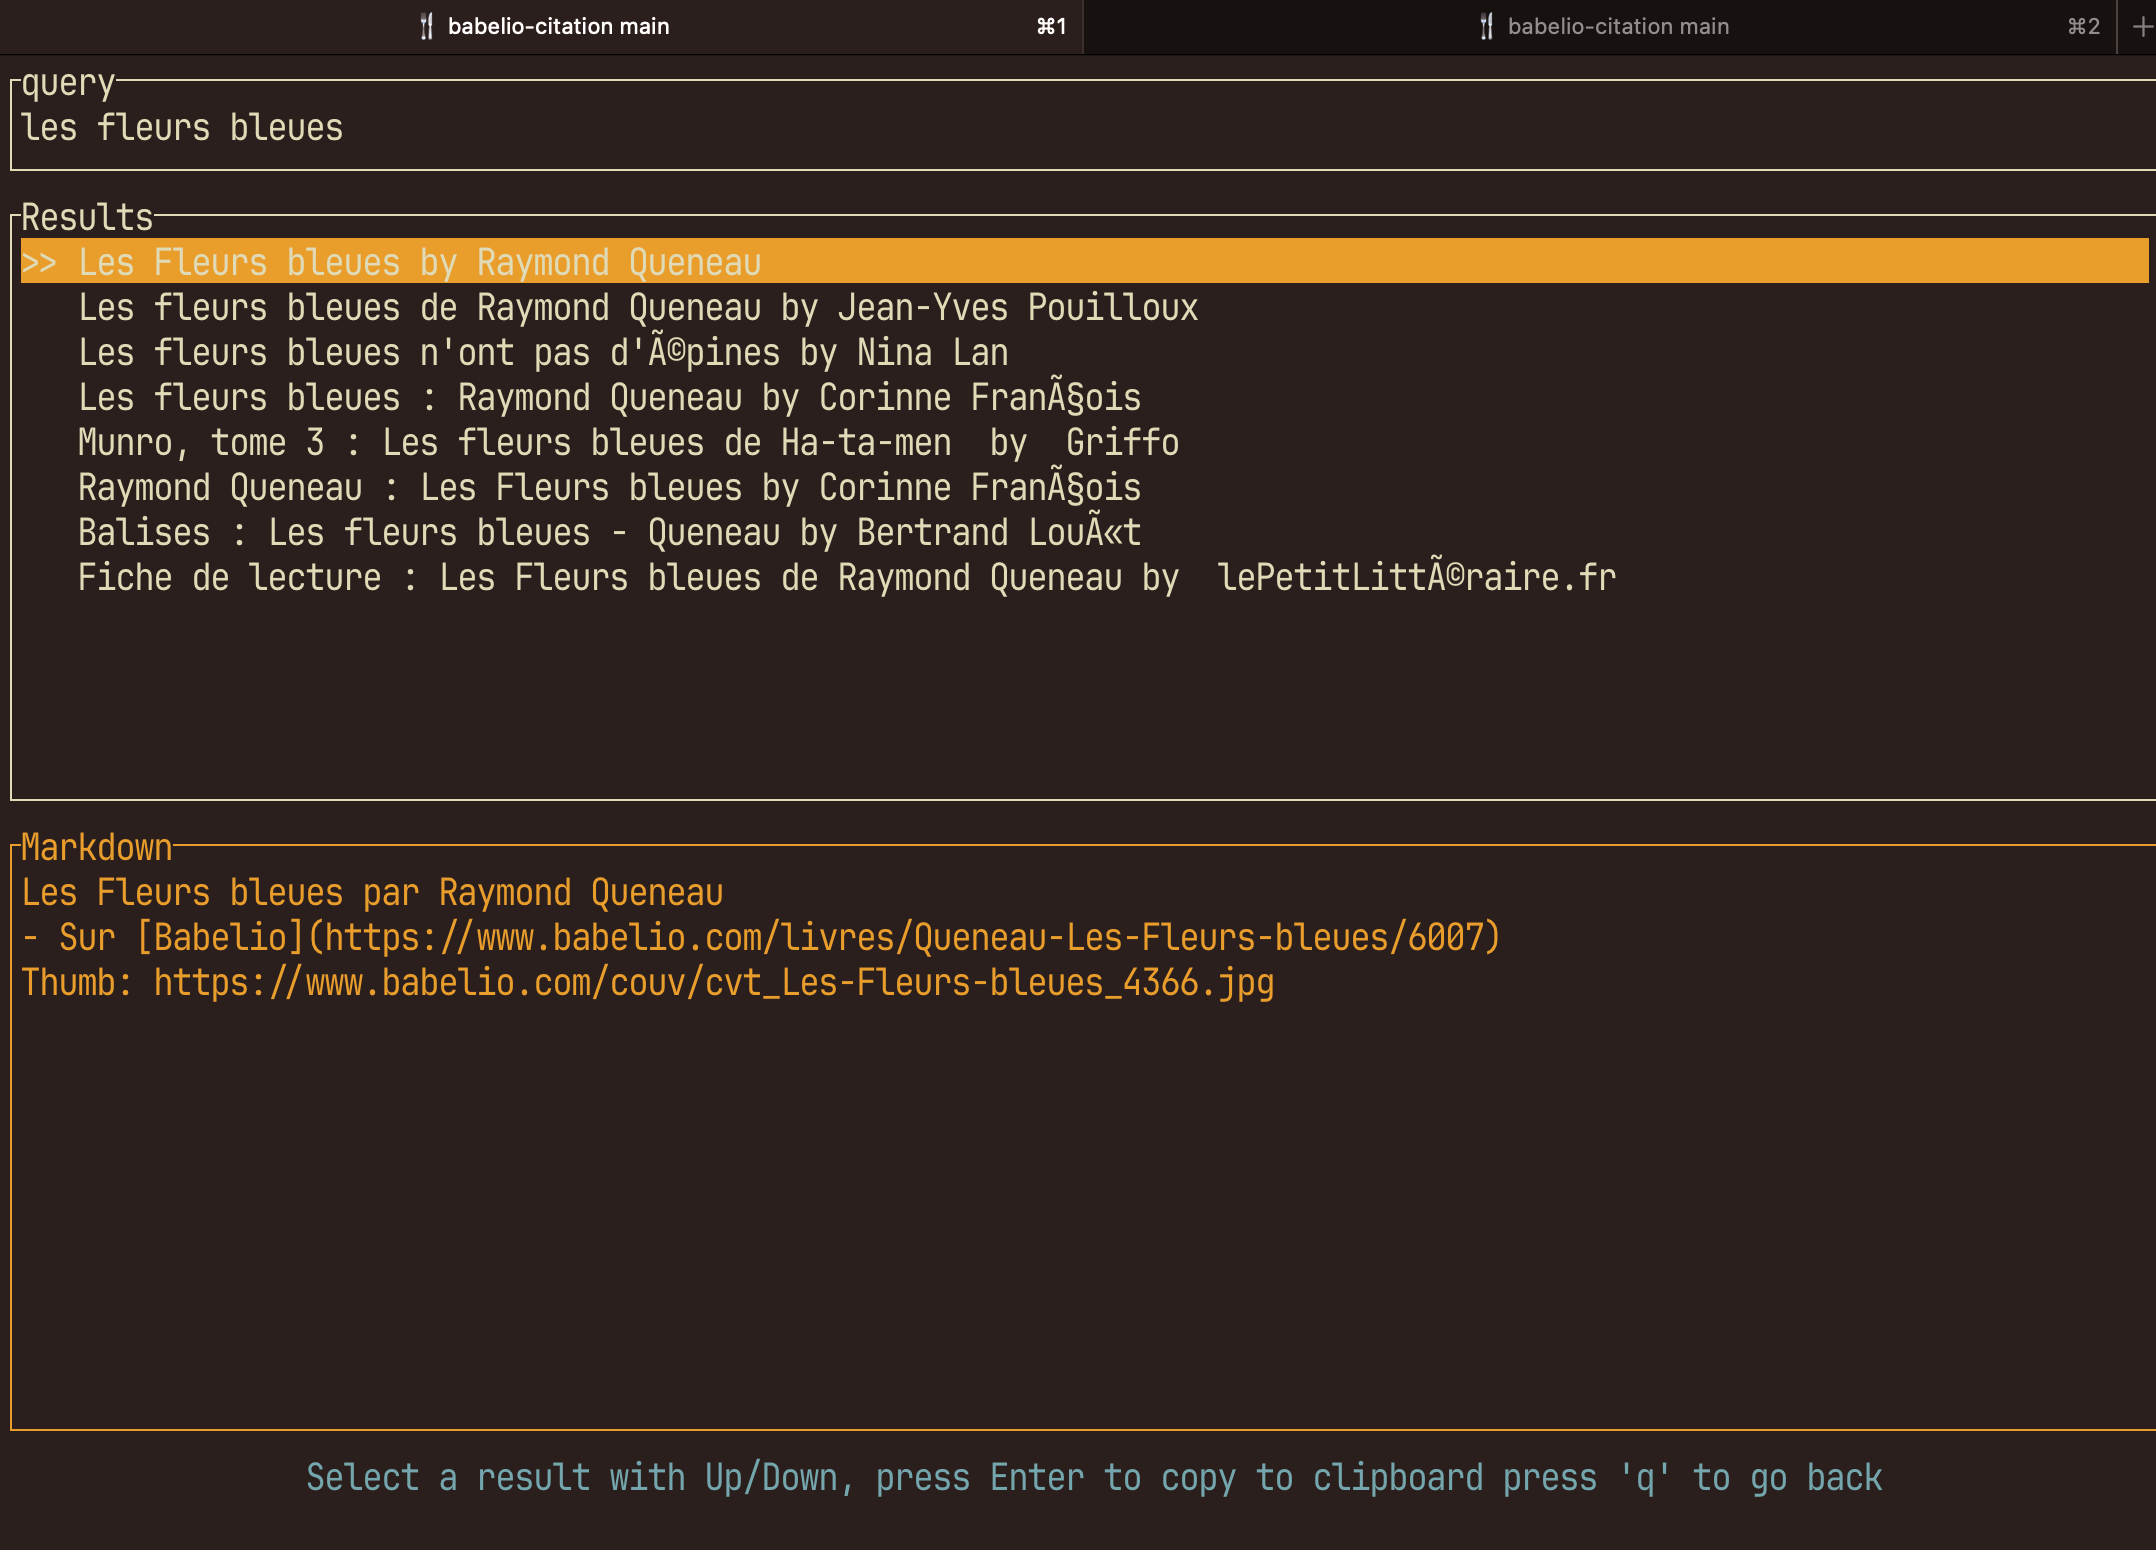 babelio-citation main ⌘1 babelio-citation main ⌘2 +
query
les fleurs bleues
Results
>> Les Fleurs bleues by Raymond Queneau
Les fleurs bleues de Raymond Queneau by Jean-Yves Pouilloux
Les fleurs bleues n'ont pas d'Ã©pines by Nina Lan
Les fleurs bleues : Raymond Queneau by Corinne FranÃ§ois
Munro, tome 3 : Les fleurs bleues de Ha-ta-men  by  Griffo
Raymond Queneau : Les Fleurs bleues by Corinne FranÃ§ois
Balises : Les fleurs bleues - Queneau by Bertrand LouÃ«t
Fiche de lecture : Les Fleurs bleues de Raymond Queneau by  lePetitLittÃ©raire.fr
Markdown
Les Fleurs bleues par Raymond Queneau
- Sur [Babelio](https://www.babelio.com/livres/Queneau-Les-Fleurs-bleues/6007)
Thumb: https://www.babelio.com/couv/cvt_Les-Fleurs-bleues_4366.jpg
Select a result with Up/Down, press Enter to copy to clipboard press 'q' to go back